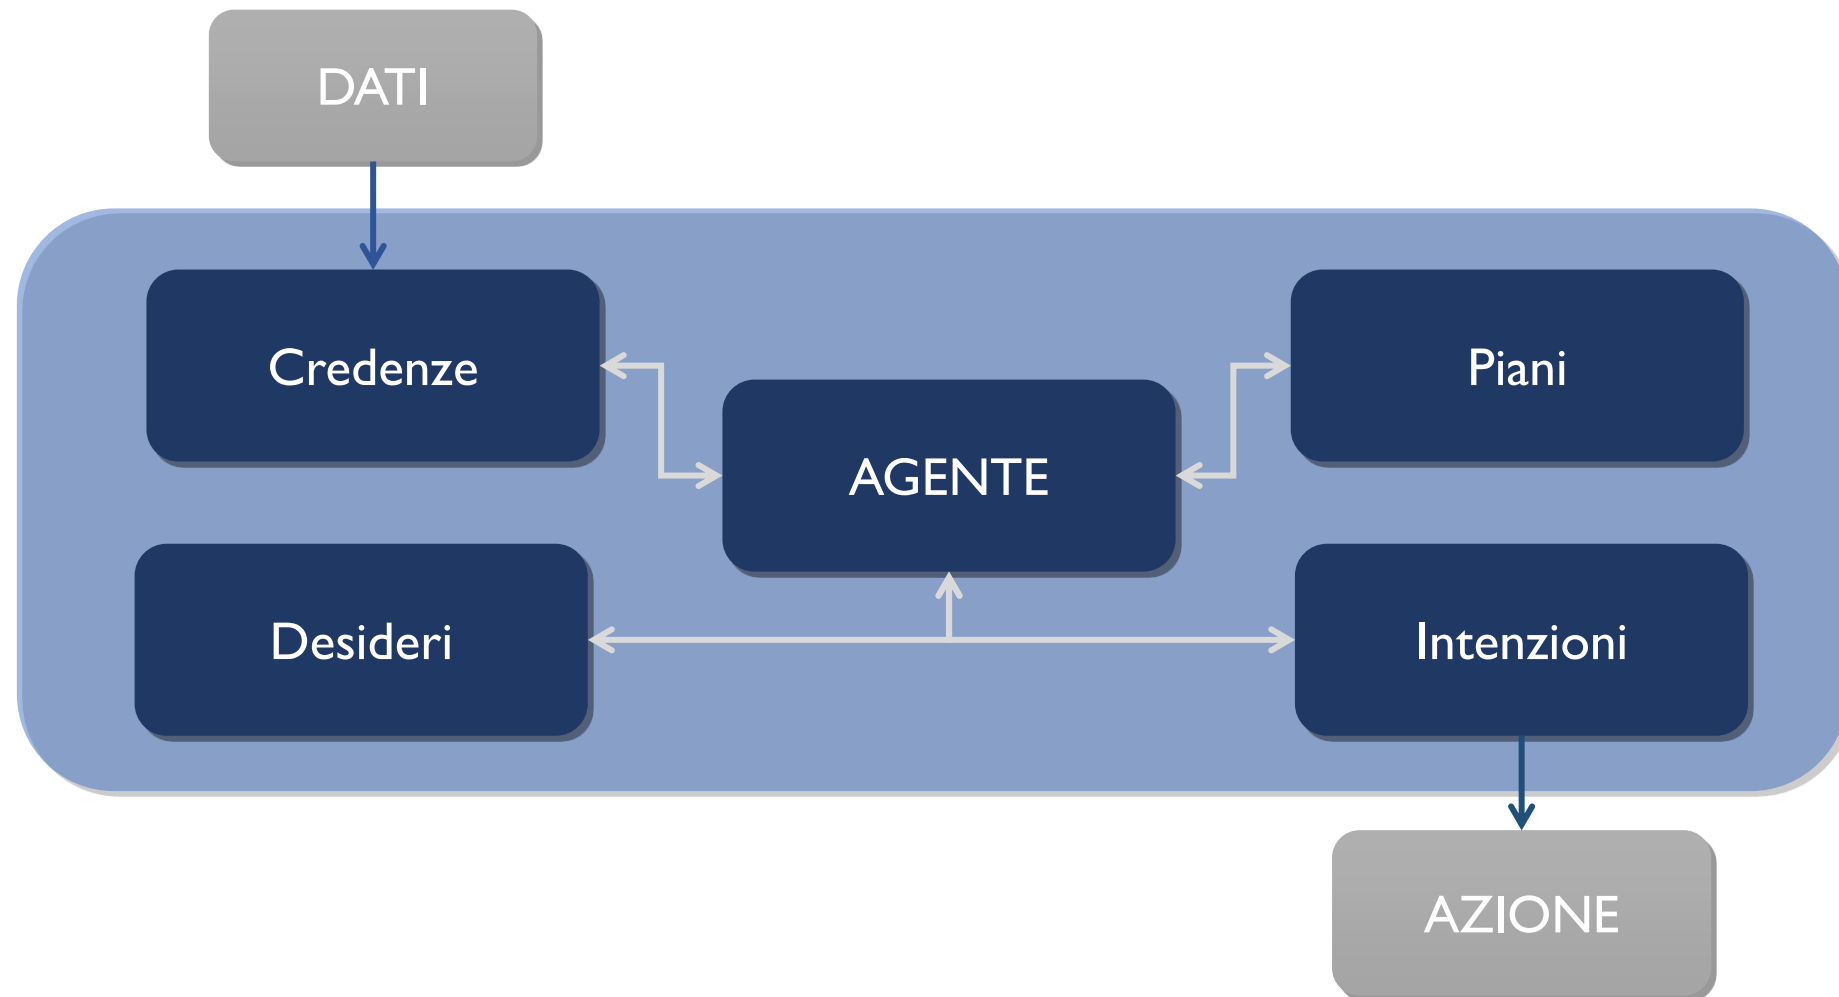 DATI
Credenze
Piani
AGENTE
Desideri
Intenzioni
AZIONE